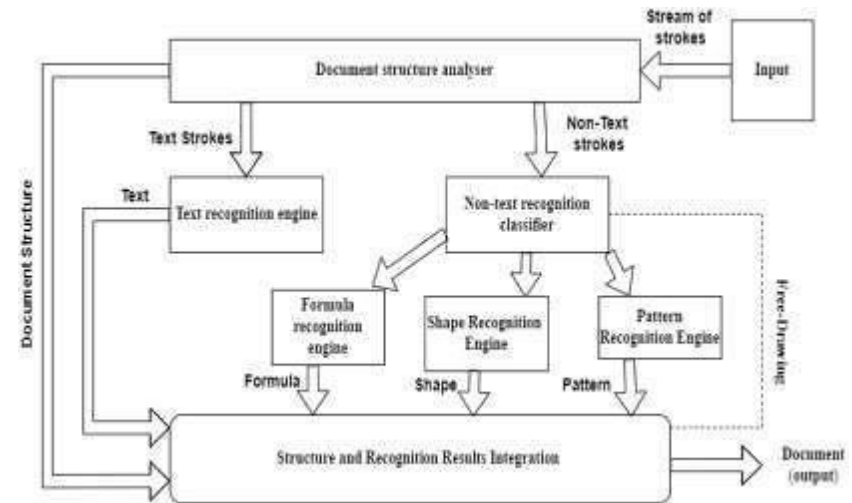 Stream of
strokes
Document structure analyser
Input
Text Strokes
Non-Text
strokes
Text
Text recognition engine
Non-text recognition
classifier
Document Structure
Free-Drawing
Formula
recognition
engine
Shape Recognition
Engine
Pattern
Recognition Engine
Formula
Shape
Pattern
Structure and Recognition Results Integration
Document
(output)